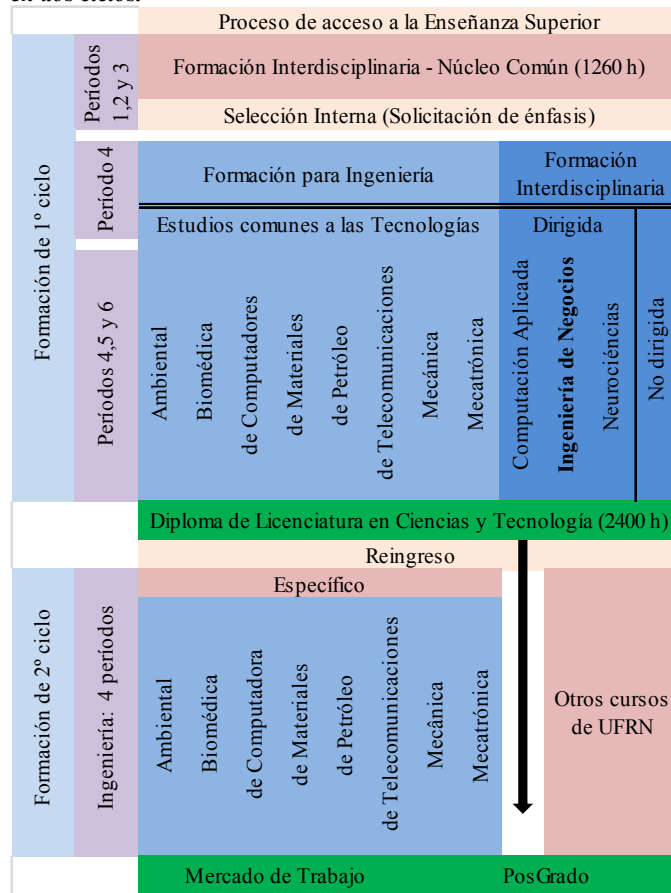 en dos ciclos.
Proceso de acceso a la Enseñanza Superior
Formación de 1º ciclo
Períodos
1,2 y 3
Formación Interdisciplinaria - Núcleo Común (1260 h)
Selección Interna (Solicitación de énfasis)
Período 4
Formación para Ingeniería
Formación
Interdisciplinaria
Estudios comunes a las Tecnologías
Dirigida
Períodos 4,5 y 6
Ambiental
Biomédica
de Computadores
de Materiales
de Petróleo
de Telecomunicaciones
Mecánica
Mecatrónica
Computación Aplicada
Ingeniería de Negocios
Neurociéncias
No dirigida
Diploma de Licenciatura en Ciencias y Tecnología (2400 h)
Reingreso
Formación de 2º ciclo
Ingeniería: 4 períodos
Específico
Ambiental
Biomédica
de Computadora
de Materiales
de Petróleo
de Telecomunicaciones
Mecânica
Mecatrónica
Otros cursos
de UFRN
Mercado de Trabajo
PosGrado